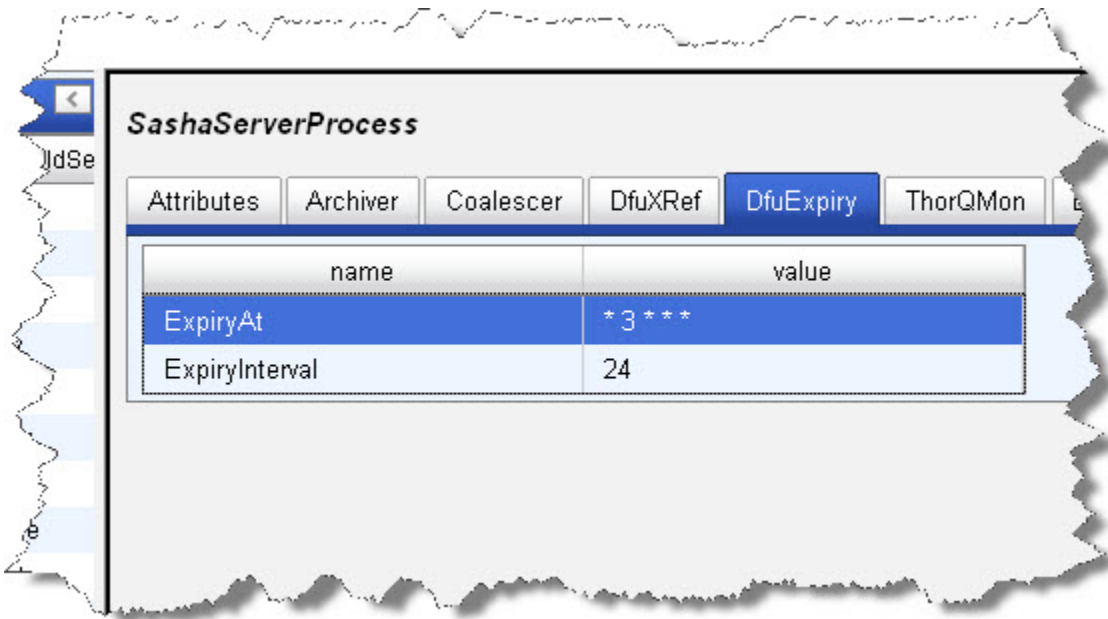 <
SashaServerProcess
Attributes Archiver Coalescer DfuXRef DfuExpiry ThorQMon
name value
ExpiryAt * 3 * * *
ExpiryInterval 24